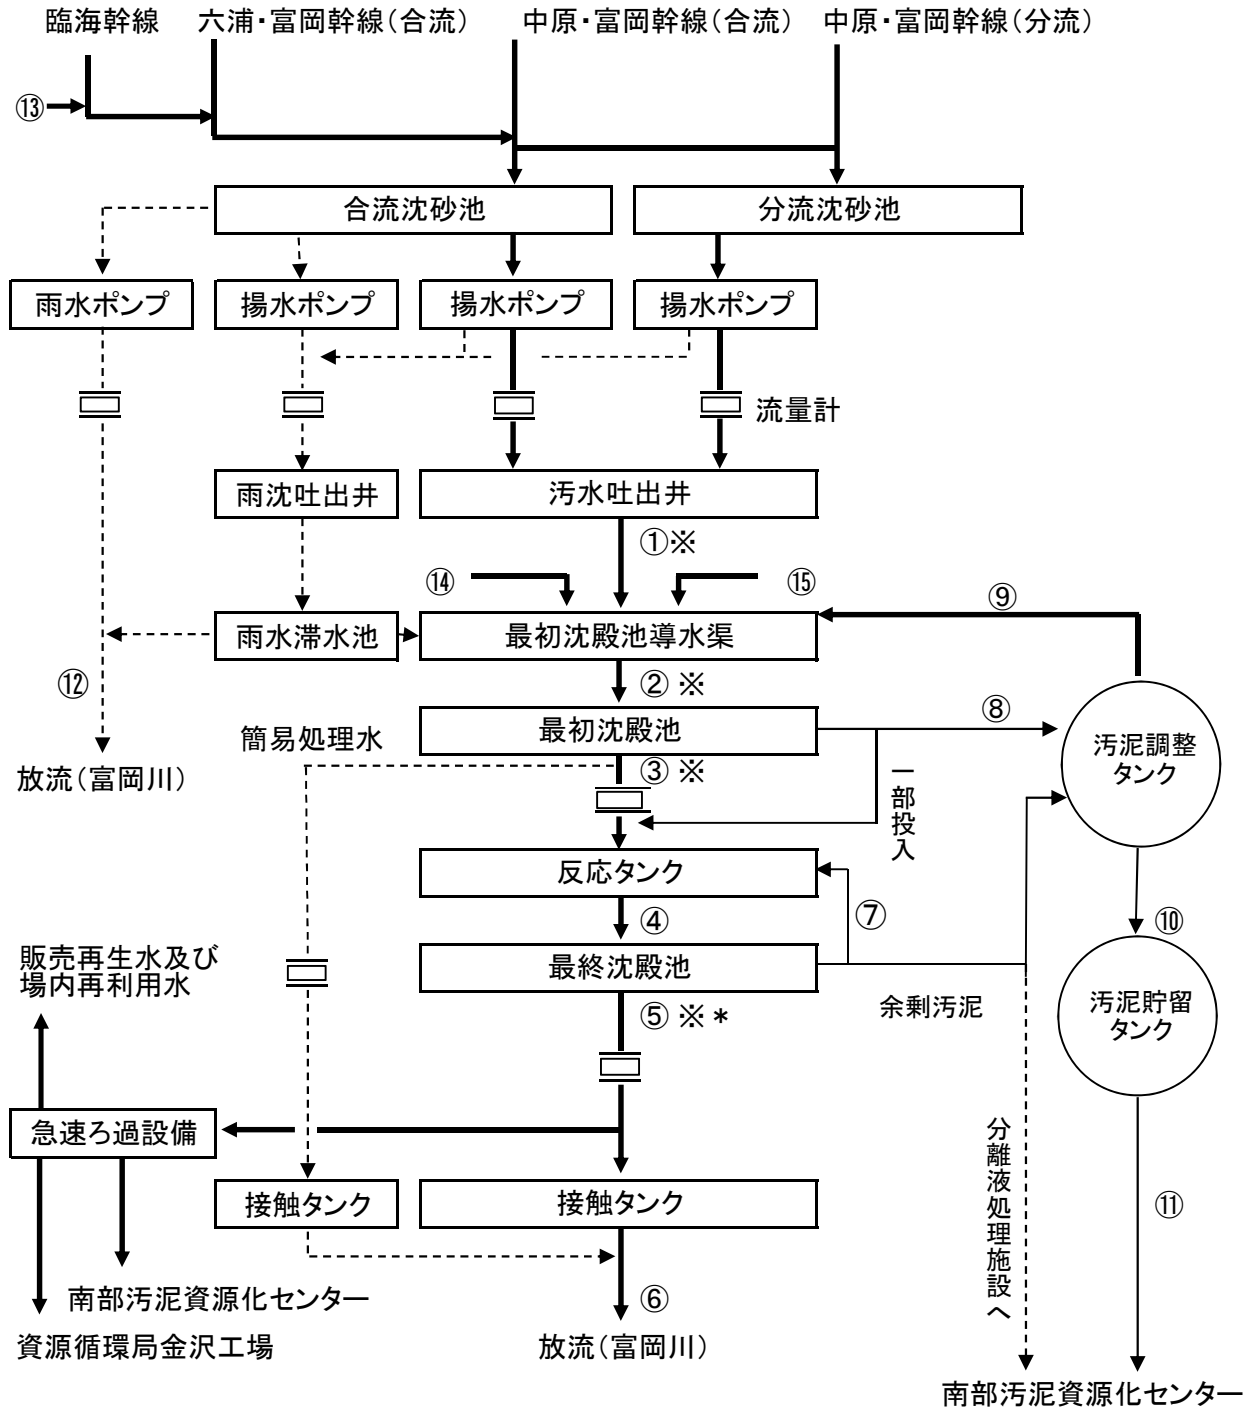 臨海幹線
六浦・富岡幹線(合流)
中原・富岡幹線(合流)
中原・富岡幹線(分流)
⑬
合流沈砂池
分流沈砂池
雨水ポンプ
揚水ポンプ
揚水ポンプ
揚水ポンプ
流量計
雨沈吐出井
汚水吐出井
①※
⑭
⑮
⑨
雨水滞水池
最初沈殿池導水渠
⑫
②※
⑧
簡易処理水
最初沈殿池
汚泥調整
タンク
放流(富岡川)
③※
一部投入
反応タンク
④
⑦
⑩
販売再生水及び
場内再利用水
最終沈殿池
⑤※*
余剰汚泥
汚泥貯留
タンク
急速ろ過設備
分離液処理施設へ
接触タンク
接触タンク
⑪
南部汚泥資源化センター
⑥
資源循環局金沢工場
放流(富岡川)
南部汚泥資源化センター